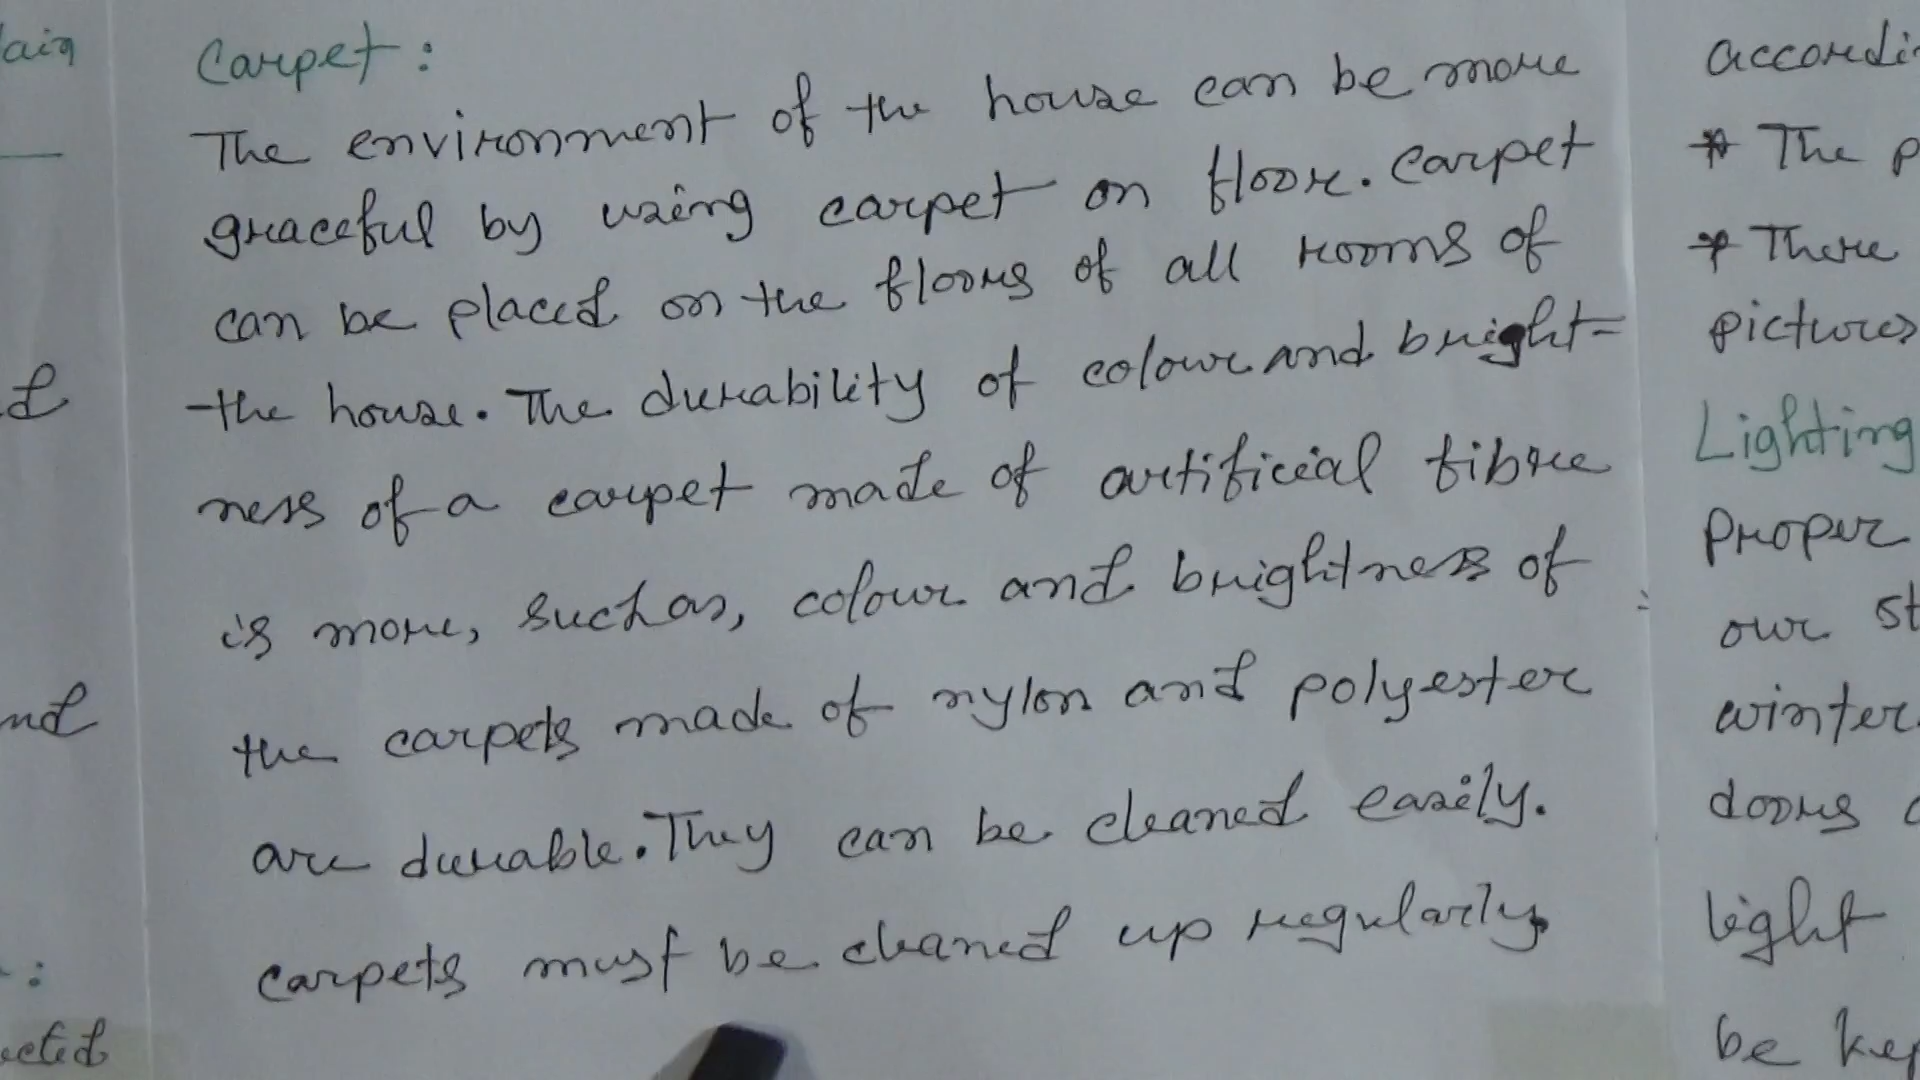 Carpet:
The environment of the house can be more
graceful by using carpet on floor. Carpet
can be placed on the floors of all rooms of
the house. The durability of colour and bright=
ness of a carpet made of artificial fibre
is more, such as, colour and brightness of
the carpets made of nylon and polyester
are durable. They can be cleaned easily.
carpets must be cleaned up regularly.
accordi
* The p
* There
pictures
Lighting
Proper
our st
winter.
doors
light
be kep